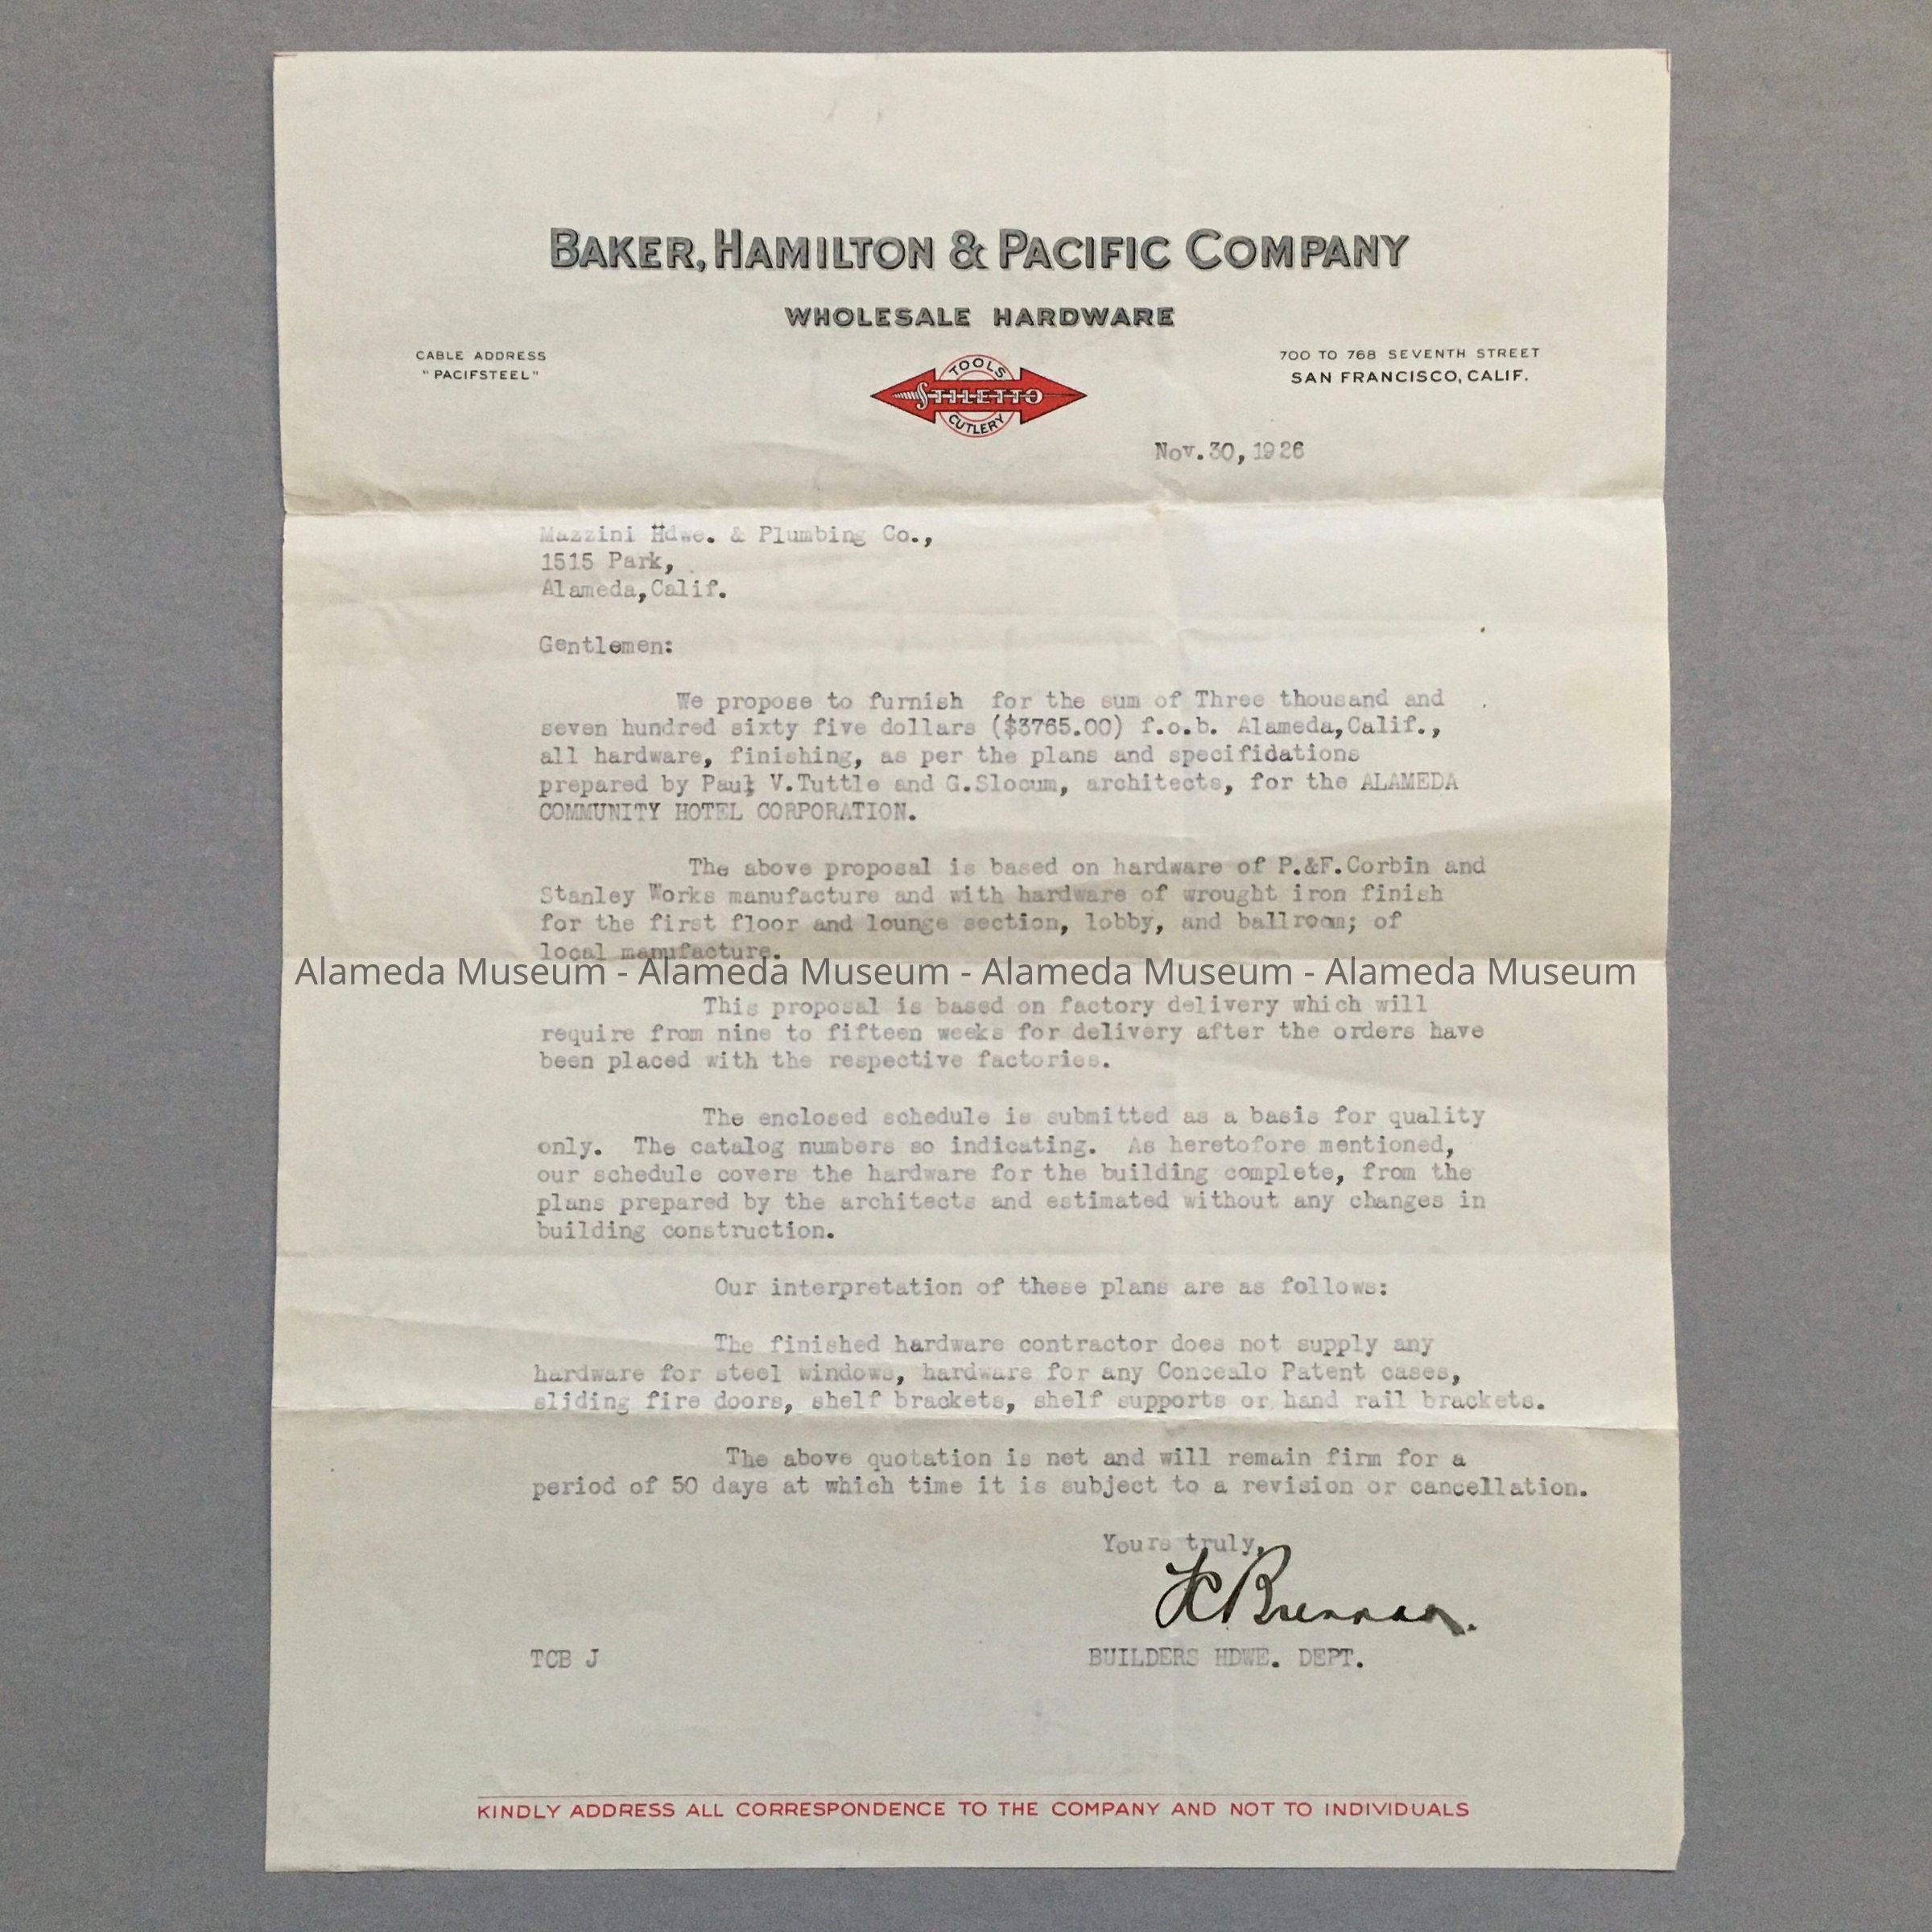 BAKER, HAMILTON & PACIFIC COMPANY
WHOLESALE HARDWARE
CABLE ADDRESS
"PACIFSTEEL"
TOOLS
STILETTO
CUTLERY
700 TO 768 SEVENTH STREET
SAN FRANCISCO, CALIF.
Nov.30,1926
Mazzini Hdwe. & Plumbing Co.,
1515 Park,
Alameda,Calif.
Gentlemen:
We propose to furnish for the sum of Three thousand and
seven hundred sixty five dollars ($3765.00) f.o.b. Alameda,Calif.,
all hardware, finishing, as per the plans and specifidations
prepared by Paul V.Tuttle and G.Slocum, architects, for the ALAMEDA
COMMUNITY HOTEL CORPORATION.
The above proposal is based on hardware of P.&F.Corbin and
Stanley Works manufacture and with hardware of wrought iron finish
for the first floor and lounge section, lobby, and ballroom; of
local manufacture.
Alameda Museum - Alameda Museum - Alameda Museum - Alameda Museum
This proposal is based on factory delivery which will
require from nine to fifteen weeks for delivery after the orders have
been placed with the respective factories.
The enclosed schedule is submitted as a basis for quality
only. The catalog numbers so indicating. As heretofore mentioned,
our schedule covers the hardware for the building complete, from the
plans prepared by the architects and estimated without any changes in
building construction.
Our interpretation of these plans are as follows:
The finished hardware contractor does not supply any
hardware for steel windows, hardware for any Concealo Patent cases,
sliding fire doors, shelf brackets, shelf supports or hand rail brackets.
The above quotation is net and will remain firm for a
period of 50 days at which time it is subject to a revision or cancellation.
Yours truly,
TC Brennan.
TCB J
BUILDERS HDWE. DEPT.
KINDLY ADDRESS ALL CORRESPONDENCE TO THE COMPANY AND NOT TO INDIVIDUALS